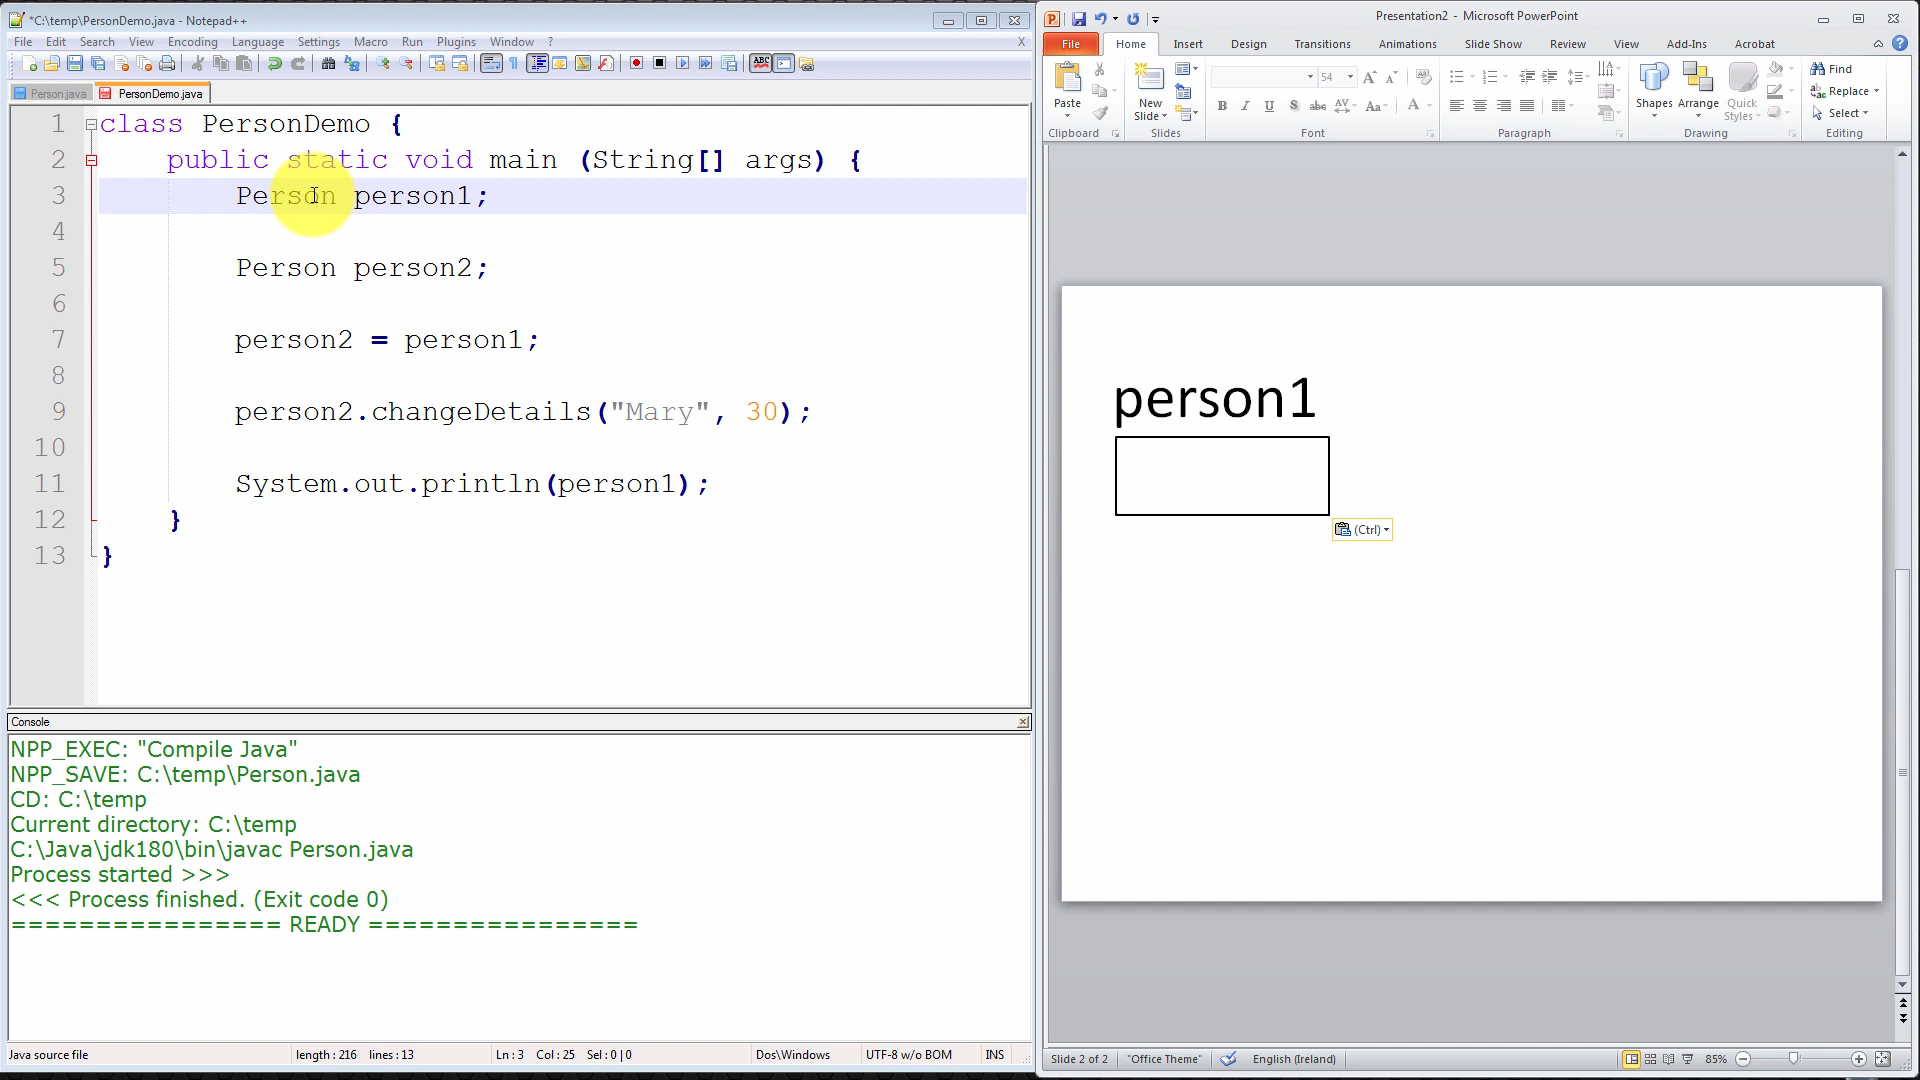 *C:\temp\PersonDemo.java - Notepad++
File Edit Search View Encoding Language Settings Macro Run Plugins Window ? X
Person.java PersonDemo.java
1 class PersonDemo {
2 public static void main (String[] args) {
3 Person person1;
4
5 Person person2;
6
7 person2 = person1;
8
9 person2.changeDetails("Mary", 30);
10
11 System.out.println(person1);
12 }
13 }
Console
NPP_EXEC: "Compile Java"
NPP_SAVE: C:\temp\Person.java
CD: C:\temp
Current directory: C:\temp
C:\Java\jdk180\bin\javac Person.java
Process started >>>
<<< Process finished. (Exit code 0)
================ READY ================
Java source file length : 216 lines : 13 Ln : 3 Col : 25 Sel : 0 | 0 Dos\Windows UTF-8 w/o BOM INS
Presentation2 - Microsoft PowerPoint
File Home Insert Design Transitions Animations Slide Show Review View Add-Ins Acrobat
Paste
New Slide
54
B I U S abc AV Aa A
Shapes Arrange Quick Styles
Find
Replace
Select
Clipboard Slides Font Paragraph Drawing Editing
person1
(Ctrl)
Slide 2 of 2 "Office Theme" English (Ireland) 85%